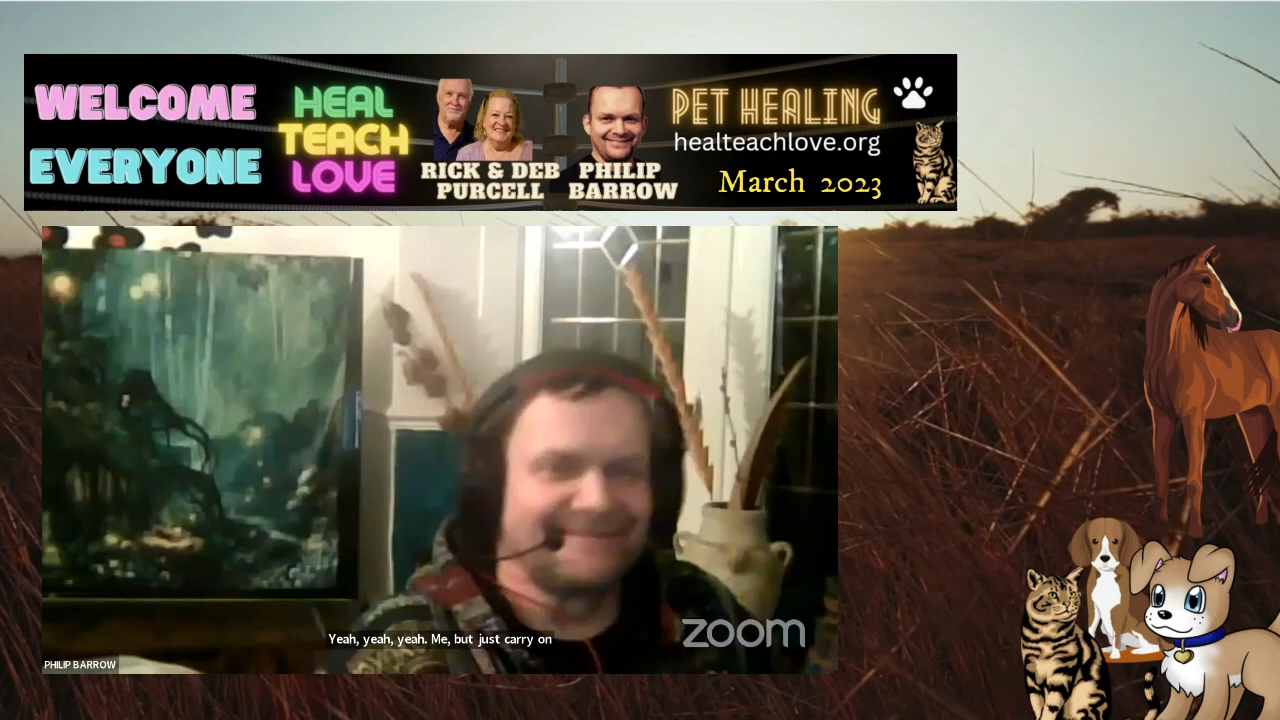 WELCOME
EVERYONE
HEAL
TEACH
LOVE
RICK & DEB
PURCELL
PHILIP
BARROW
PET HEALING
healteachlove.org
March 2023
Yeah, yeah, yeah. Me, but just carry on
zoom
PHILIP BARROW